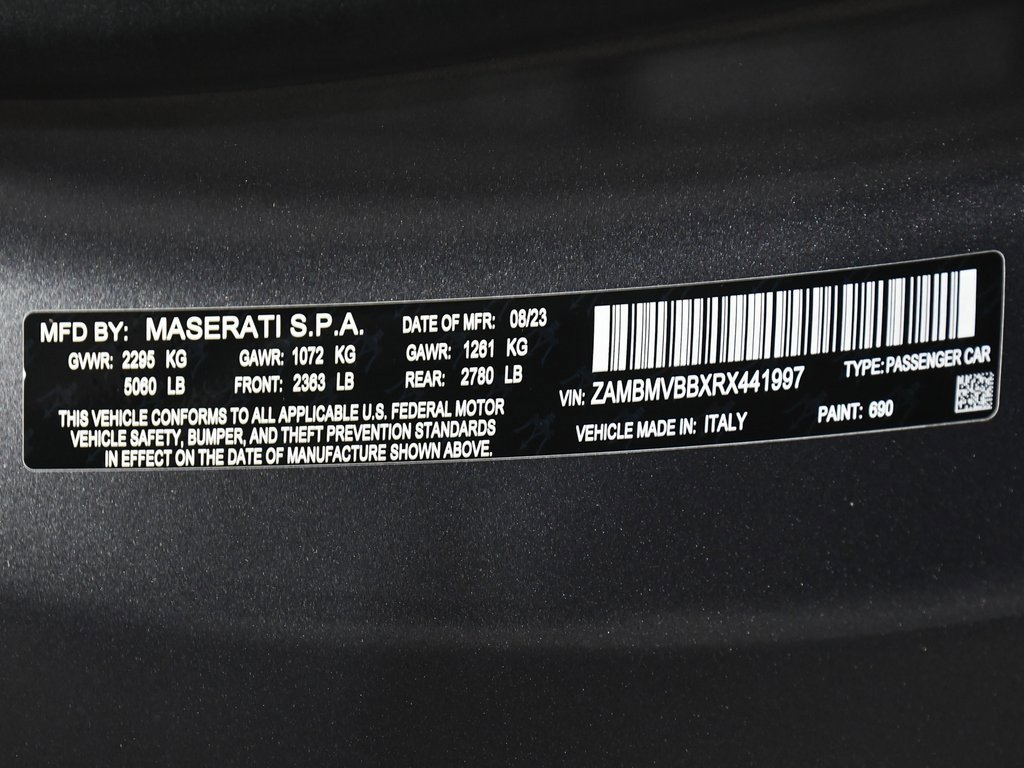 MFD BY: MASERATI S.P.A. DATE OF MFR: 08/23
GVWR: 2295 KG GAWR: 1072 KG GAWR: 1261 KG
5060 LB FRONT: 2363 LB REAR: 2780 LB
THIS VEHICLE CONFORMS TO ALL APPLICABLE U.S. FEDERAL MOTOR
VEHICLE SAFETY, BUMPER, AND THEFT PREVENTION STANDARDS
IN EFFECT ON THE DATE OF MANUFACTURE SHOWN ABOVE.
VIN: ZAMBMVBBXRX441997 TYPE: PASSENGER CAR
VEHICLE MADE IN: ITALY PAINT: 690